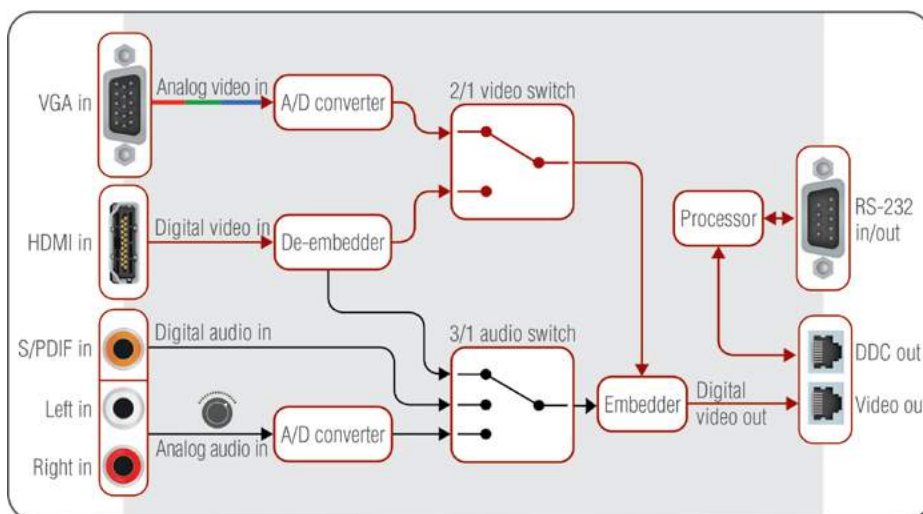 VGA in
Analog video in
A/D converter
2/1 video switch
HDMI in
Digital video in
De-embedder
Processor
RS-232
in/out
S/PDIF in
Digital audio in
3/1 audio switch
DDC out
Left in
Analog audio in
A/D converter
Embedder
Digital
video out
Video ou
Right in